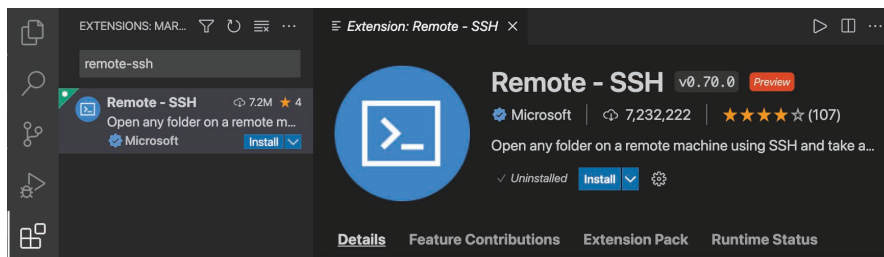 EXTENSIONS: MAR...
remote-ssh
Remote - SSH 7.2M ★ 4
Open any folder on a remote m...
Microsoft Install
Extension: Remote - SSH
Remote - SSH v0.70.0 Preview
Microsoft | 7,232,222 | ★★★★☆ (107)
Open any folder on a remote machine using SSH and take a...
✓ Uninstalled Install
Details Feature Contributions Extension Pack Runtime Status